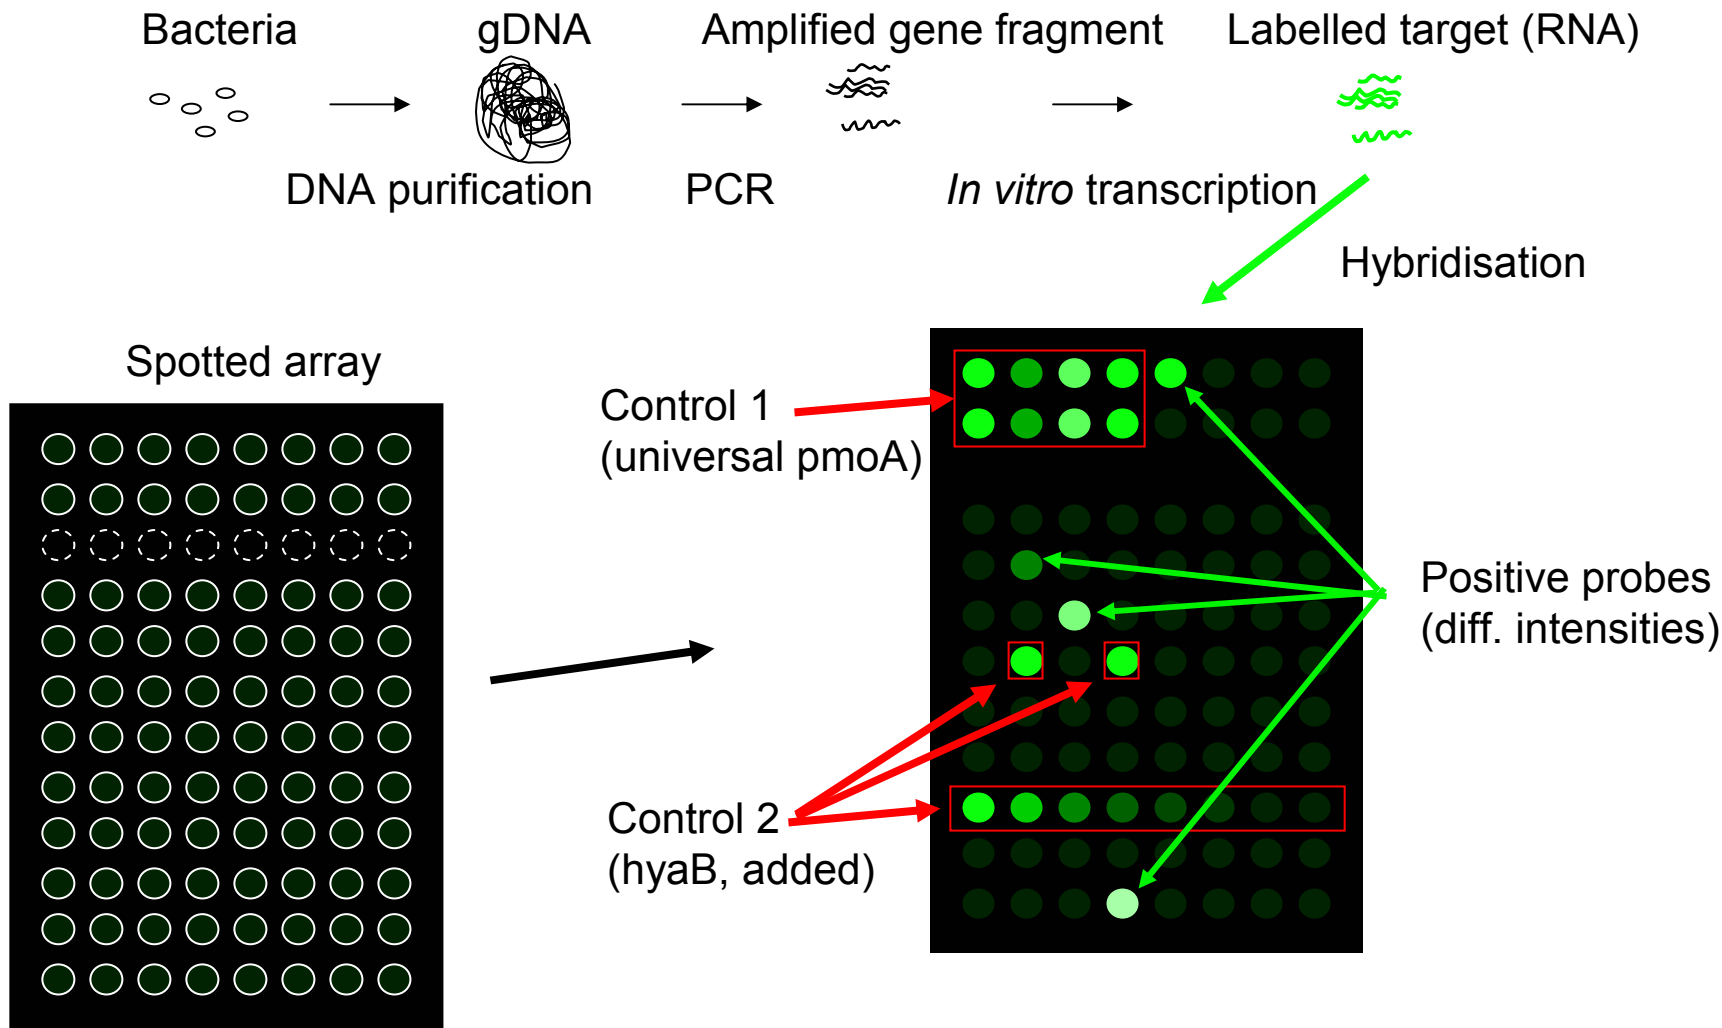 Bacteria
gDNA
Amplified gene fragment
Labelled target (RNA)
DNA purification
PCR
In vitro transcription
Hybridisation
Spotted array
Control 1
(universal pmoA)
Positive probes
(diff. intensities)
Control 2
(hyaB, added)